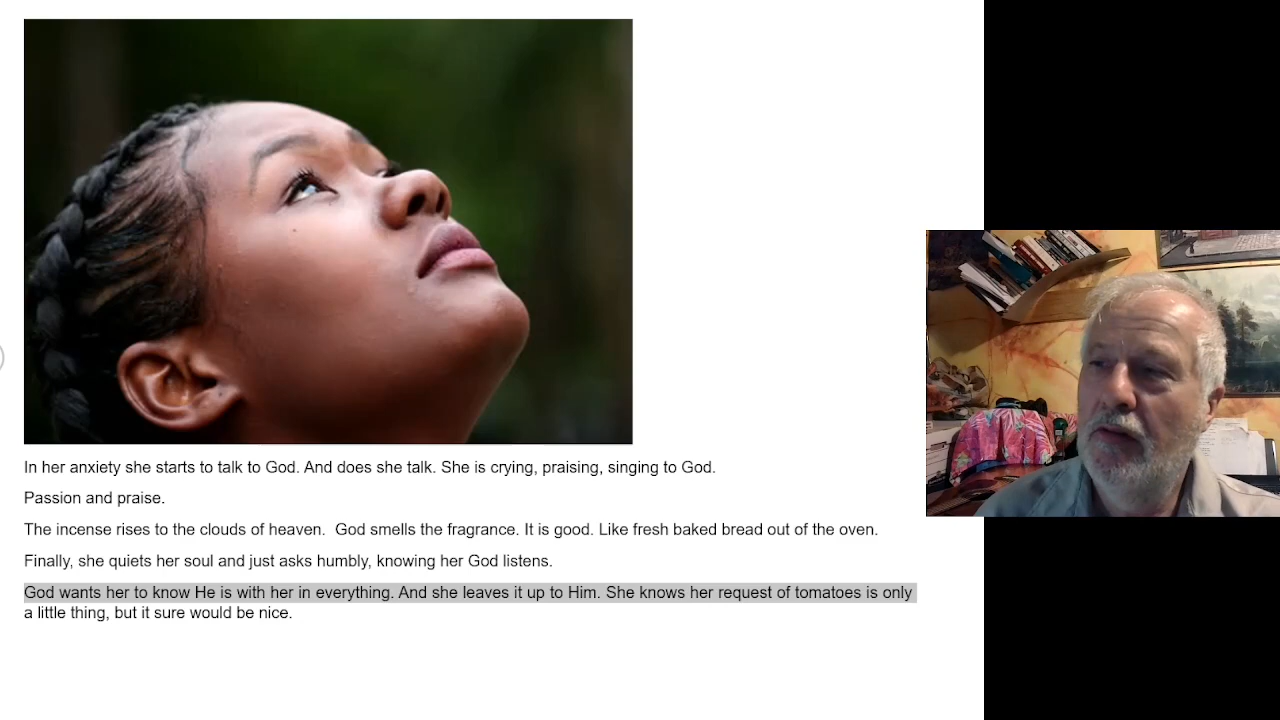 In her anxiety she starts to talk to God. And does she talk. She is crying, praising, singing to God.
Passion and praise.
The incense rises to the clouds of heaven.  God smells the fragrance. It is good. Like fresh baked bread out of the oven.
Finally, she quiets her soul and just asks humbly, knowing her God listens.
God wants her to know He is with her in everything. And she leaves it up to Him. She knows her request of tomatoes is only
a little thing, but it sure would be nice.